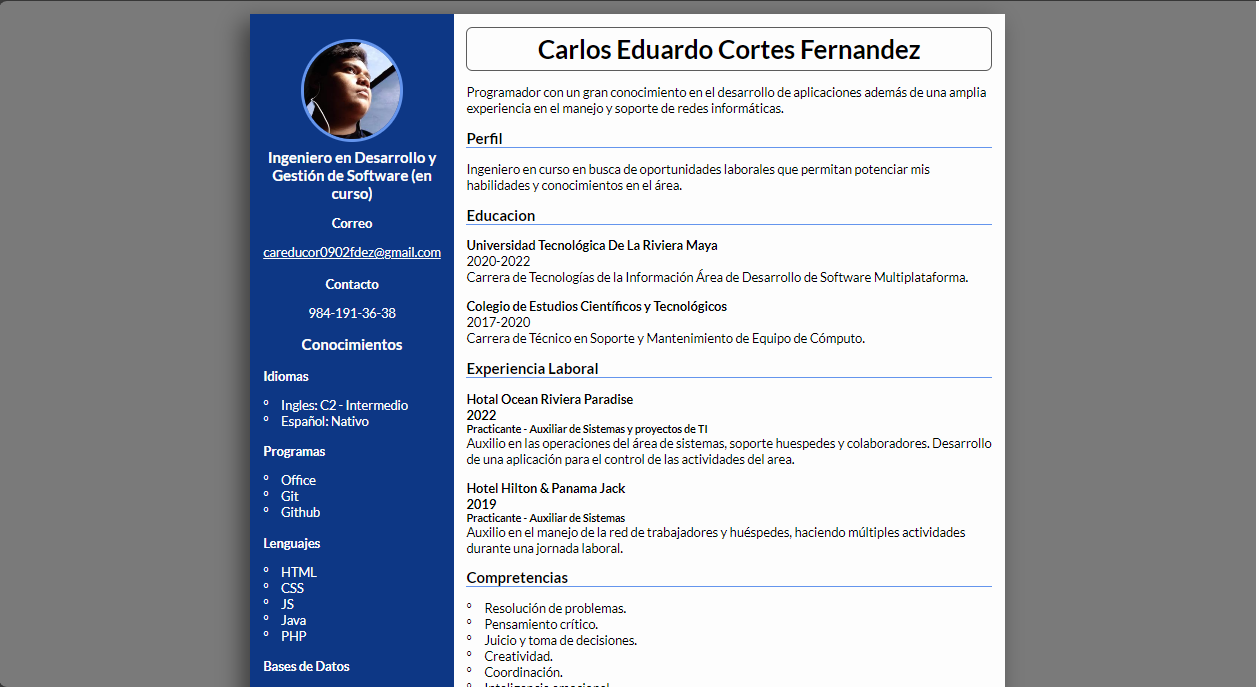 Ingeniero en Desarrollo y
Gestión de Software (en
curso)
Correo
careducor0902fdez@gmail.com
Contacto
984-191-36-38
Conocimientos
Idiomas
º Ingles: C2 - Intermedio
º Español: Nativo
Programas
º Office
º Git
º Github
Lenguajes
º HTML
º CSS
º JS
º Java
º PHP
Bases de Datos
Carlos Eduardo Cortes Fernandez
Programador con un gran conocimiento en el desarrollo de aplicaciones además de una amplia
experiencia en el manejo y soporte de redes informáticas.
Perfil
Ingeniero en curso en busca de oportunidades laborales que permitan potenciar mis
habilidades y conocimientos en el área.
Educacion
Universidad Tecnológica De La Riviera Maya
2020-2022
Carrera de Tecnologías de la Información Área de Desarrollo de Software Multiplataforma.
Colegio de Estudios Científicos y Tecnológicos
2017-2020
Carrera de Técnico en Soporte y Mantenimiento de Equipo de Cómputo.
Experiencia Laboral
Hotal Ocean Riviera Paradise
2022
Practicante - Auxiliar de Sistemas y proyectos de TI
Auxilio en las operaciones del área de sistemas, soporte huespedes y colaboradores. Desarrollo
de una aplicación para el control de las actividades del area.
Hotel Hilton & Panama Jack
2019
Practicante - Auxiliar de Sistemas
Auxilio en el manejo de la red de trabajadores y huéspedes, haciendo múltiples actividades
durante una jornada laboral.
Competencias
º Resolución de problemas.
º Pensamiento crítico.
º Juicio y toma de decisiones.
º Creatividad.
º Coordinación.
º Inteligencia emocional